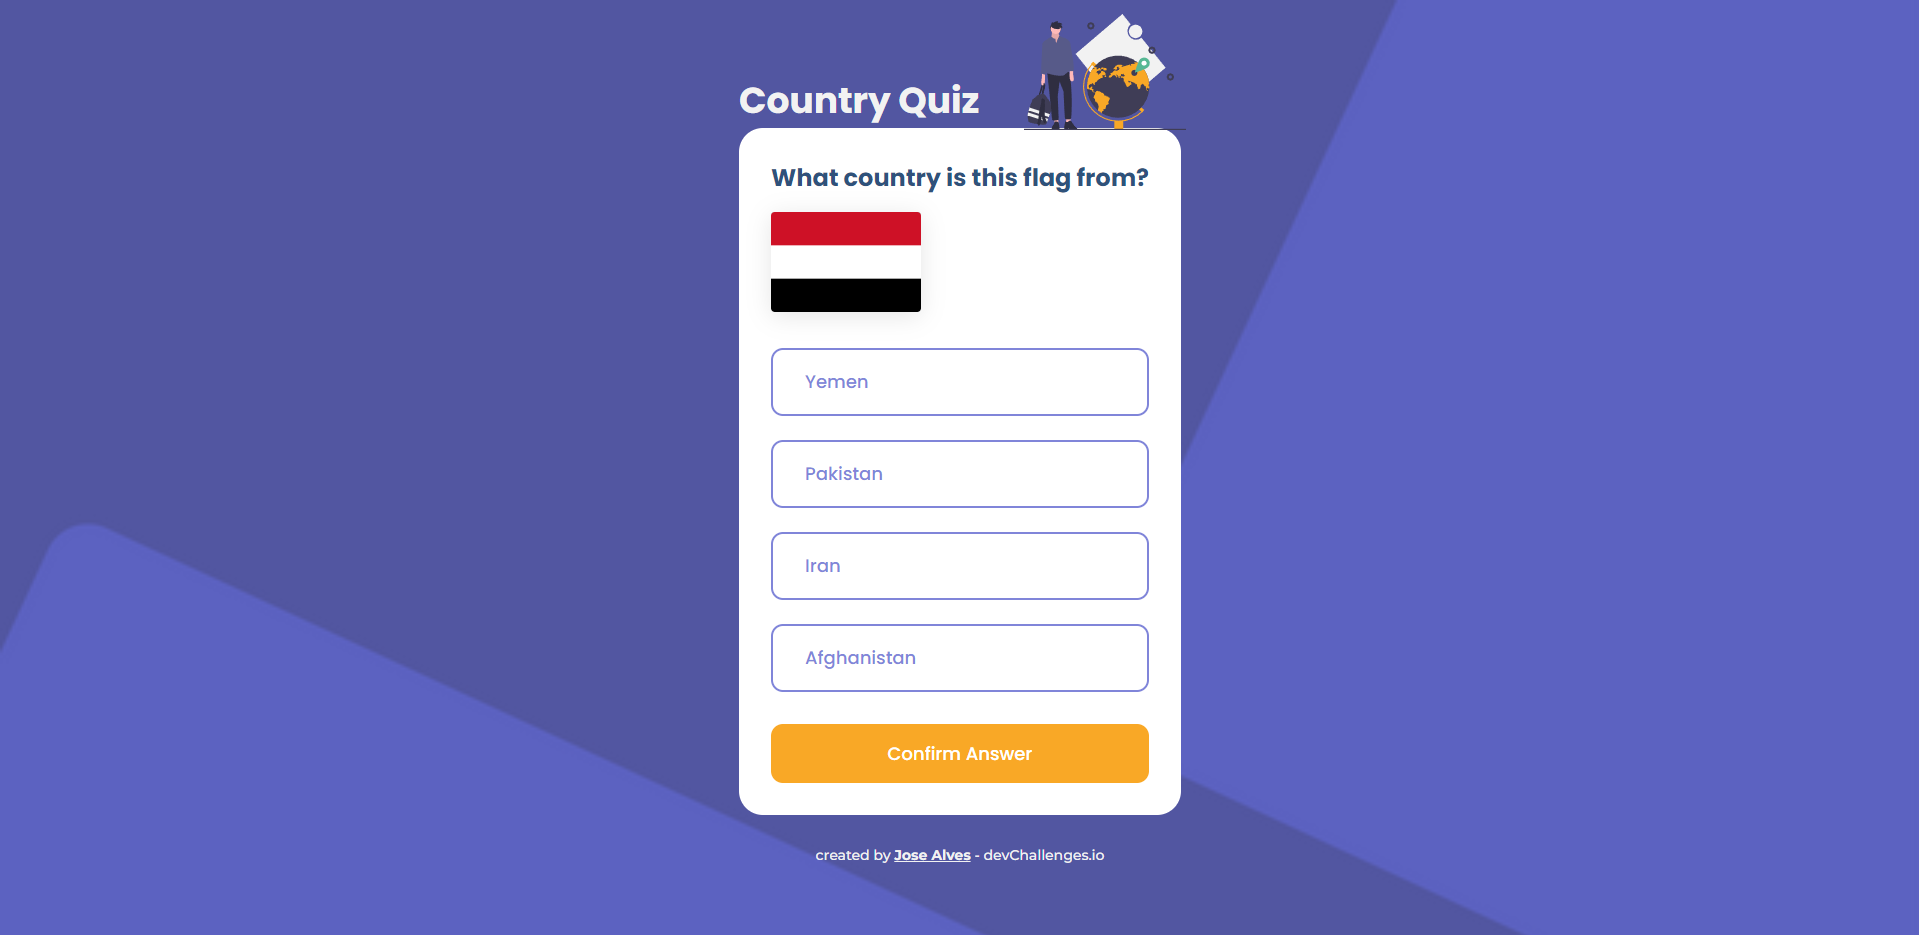 Country Quiz
What country is this flag from?
Yemen
Pakistan
Iran
Afghanistan
Confirm Answer
created by Jose Alves - devChallenges.io